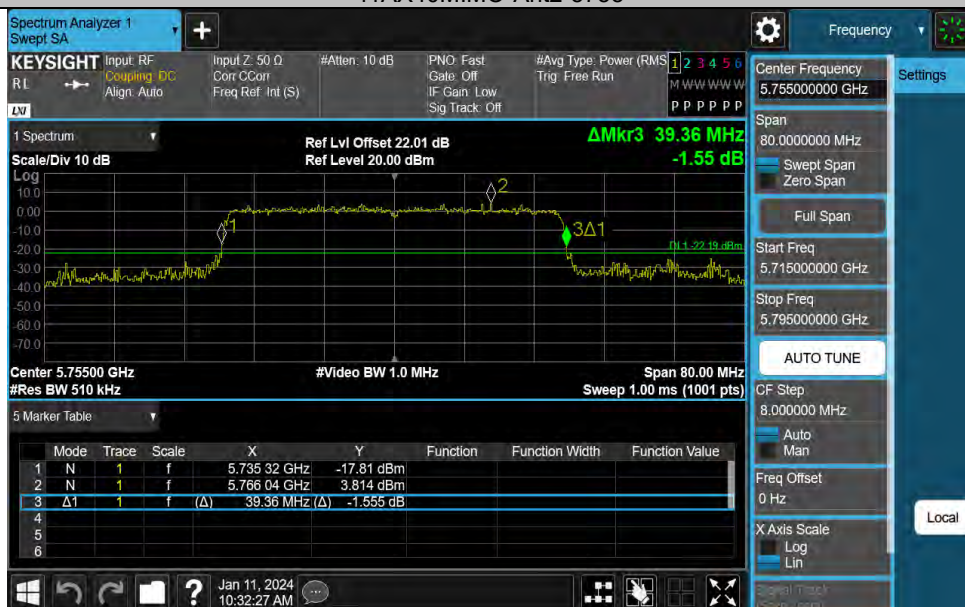 Spectrum Analyzer 1
Swept SA
Frequency
KEYSIGHT
RL
LXI
Input: RF
Coupling: DC
Align: Auto
Input Z: 50 Ω
Corr CCorr
Freq Ref: Int (S)
#Atten: 10 dB
PNO: Fast
Gate: Off
IF Gain: Low
Sig Track: Off
#Avg Type: Power (RMS
Trig: Free Run
1 2 3 4 5 6
M W W W W W
P P P P P P
1 Spectrum
Scale/Div 10 dB
Log
Ref Lvl Offset 22.01 dB
Ref Level 20.00 dBm
ΔMkr3 39.36 MHz
-1.55 dB
10.0
0.00
-10.0
-20.0
-30.0
-40.0
-50.0
-60.0
-70.0
1
2
3Δ1
DL1 -22.19 dBm
Center 5.75500 GHz
#Video BW 1.0 MHz
Span 80.00 MHz
#Res BW 510 kHz
Sweep 1.00 ms (1001 pts)
5 Marker Table
Mode Trace Scale X Y Function Function Width Function Value
1 N 1 f 5.735 32 GHz -17.81 dBm
2 N 1 f 5.766 04 GHz 3.814 dBm
3 Δ1 1 f (Δ) 39.36 MHz (Δ) -1.555 dB
4
5
6
Jan 11, 2024
10:32:27 AM
Center Frequency
5.755000000 GHz
Span
80.0000000 MHz
Swept Span
Zero Span
Full Span
Start Freq
5.715000000 GHz
Stop Freq
5.795000000 GHz
AUTO TUNE
CF Step
8.000000 MHz
Auto
Man
Freq Offset
0 Hz
X Axis Scale
Log
Lin
Signal Track
Settings
Local